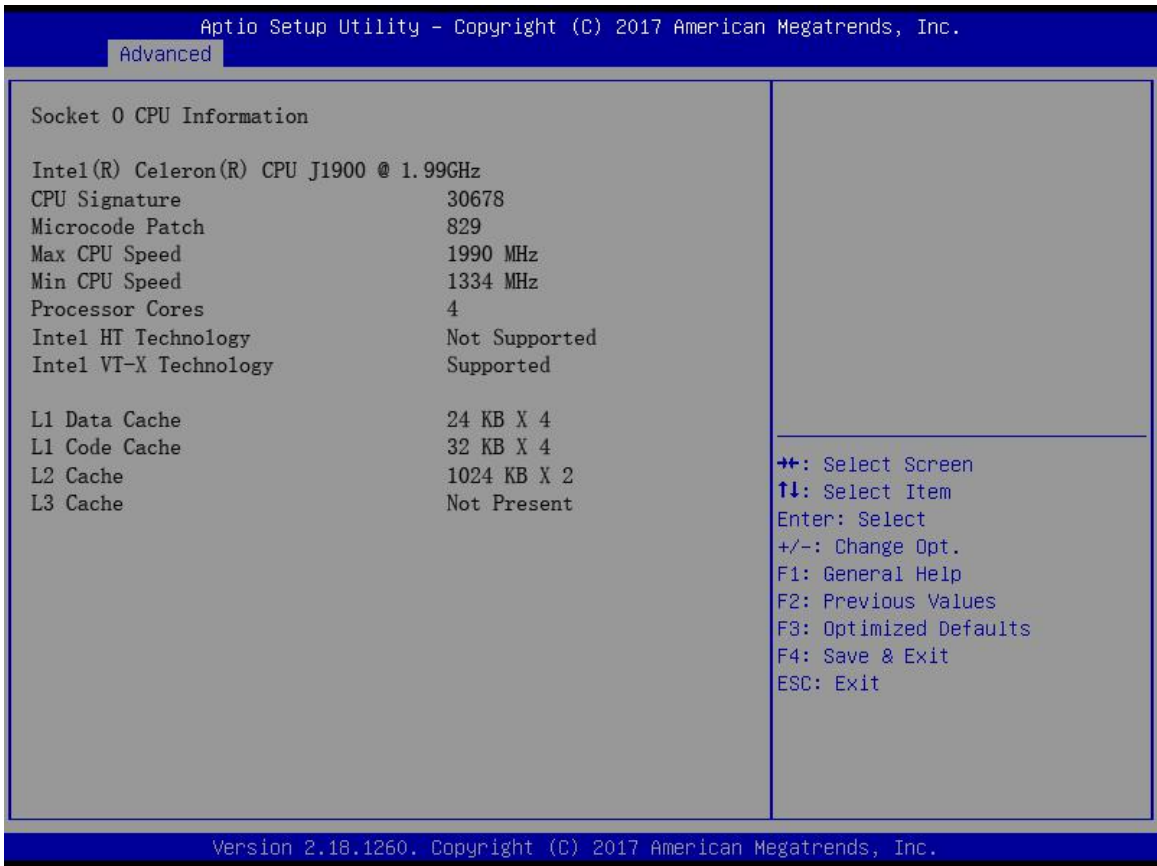 Aptio Setup Utility – Copyright (C) 2017 American Megatrends, Inc.
Advanced
Socket 0 CPU Information
Intel(R) Celeron(R) CPU J1900 @ 1.99GHz
CPU Signature 30678
Microcode Patch 829
Max CPU Speed 1990 MHz
Min CPU Speed 1334 MHz
Processor Cores 4
Intel HT Technology Not Supported
Intel VT-X Technology Supported
L1 Data Cache 24 KB X 4
L1 Code Cache 32 KB X 4
L2 Cache 1024 KB X 2
L3 Cache Not Present
→←: Select Screen
↑↓: Select Item
Enter: Select
+/-: Change Opt.
F1: General Help
F2: Previous Values
F3: Optimized Defaults
F4: Save & Exit
ESC: Exit
Version 2.18.1260. Copyright (C) 2017 American Megatrends, Inc.